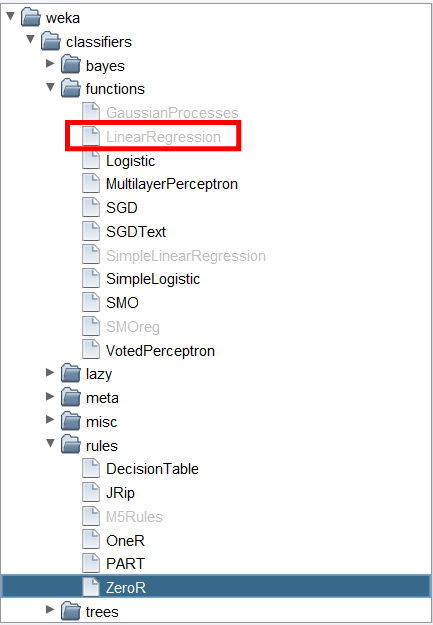 weka
classifiers
bayes
functions
GaussianProcesses
LinearRegression
Logistic
MultilayerPerceptron
SGD
SGDText
SimpleLinearRegression
SimpleLogistic
SMO
SMOreg
VotedPerceptron
lazy
meta
misc
rules
DecisionTable
JRip
M5Rules
OneR
PART
ZeroR
trees